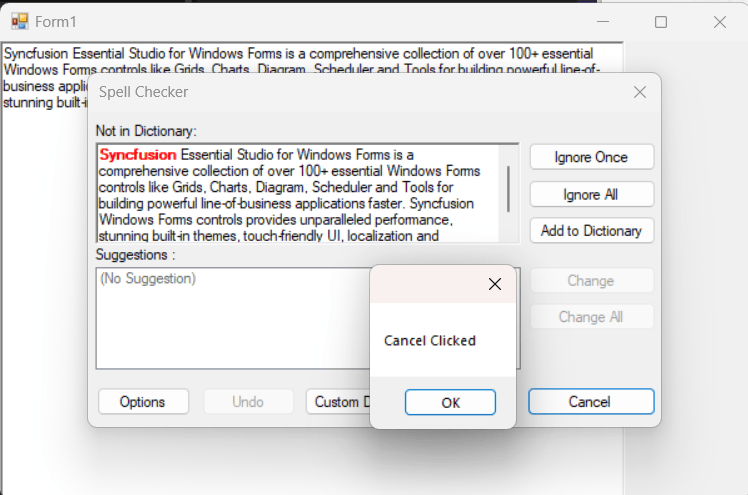 Form1
Syncfusion Essential Studio for Windows Forms is a comprehensive collection of over 100+ essential
Windows Forms controls like Grids, Charts, Diagram, Scheduler and Tools for building powerful line-of-
business appli
stunning built-i
Spell Checker
Not in Dictionary:
Syncfusion Essential Studio for Windows Forms is a
comprehensive collection of over 100+ essential Windows Forms
controls like Grids, Charts, Diagram, Scheduler and Tools for
building powerful line-of-business applications faster. Syncfusion
Windows Forms controls provides unparalleled performance,
stunning built-in themes, touch-friendly UI, localization and
Ignore Once
Ignore All
Add to Dictionary
Suggestions :
(No Suggestion)
Change
Change All
Cancel Clicked
OK
Options
Undo
Custom D
Cancel